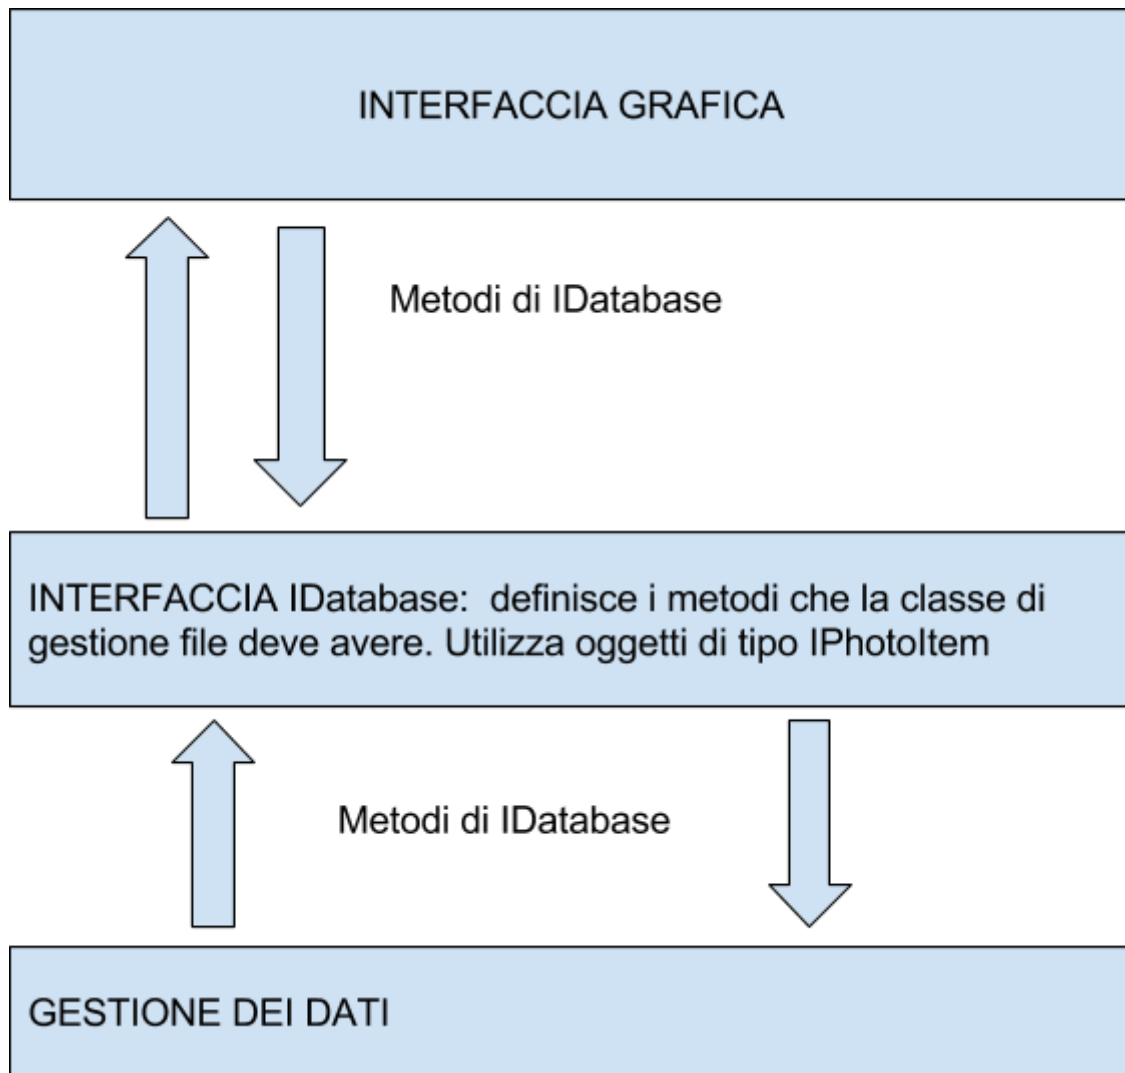 INTERFACCIA GRAFICA
Metodi di IDatabase
INTERFACCIA IDatabase:  definisce i metodi che la classe di
gestione file deve avere. Utilizza oggetti di tipo IPhotoItem
Metodi di IDatabase
GESTIONE DEI DATI